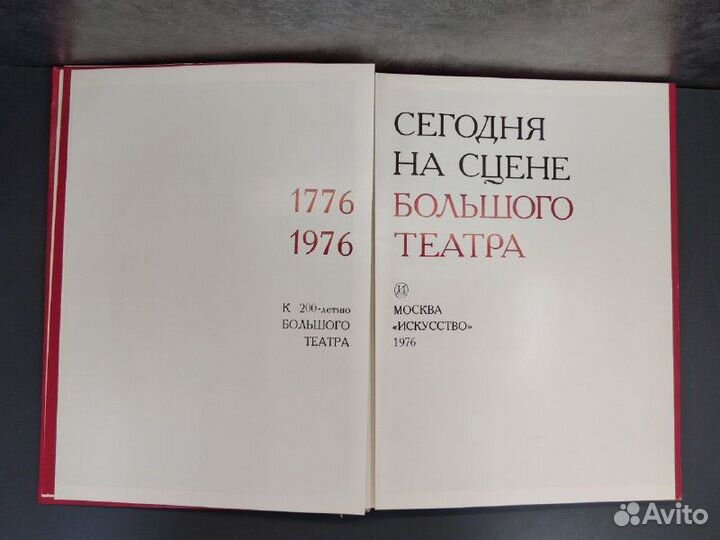 1776
1976
К 200-летию
БОЛЬШОГО
ТЕАТРА
СЕГОДНЯ
НА СЦЕНЕ
БОЛЬШОГО
ТЕАТРА
И
МОСКВА
«ИСКУССТВО»
1976
Avito